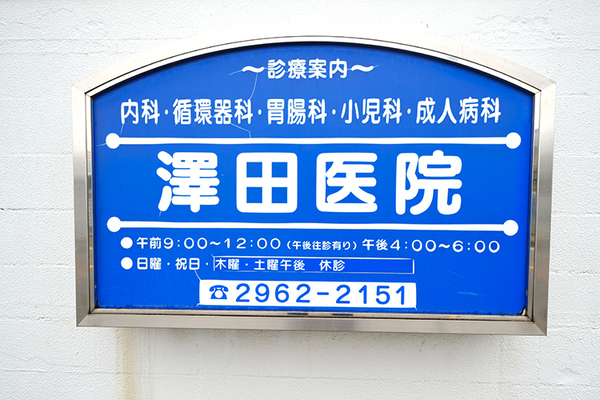 ～診療案内～
内科・循環器科・胃腸科・小児科・成人病科
澤田医院
●午前9:00～12:00（午後往診有り）午後4:00～6:00
●日曜・祝日・木曜・土曜午後 休診
☎2962-2151